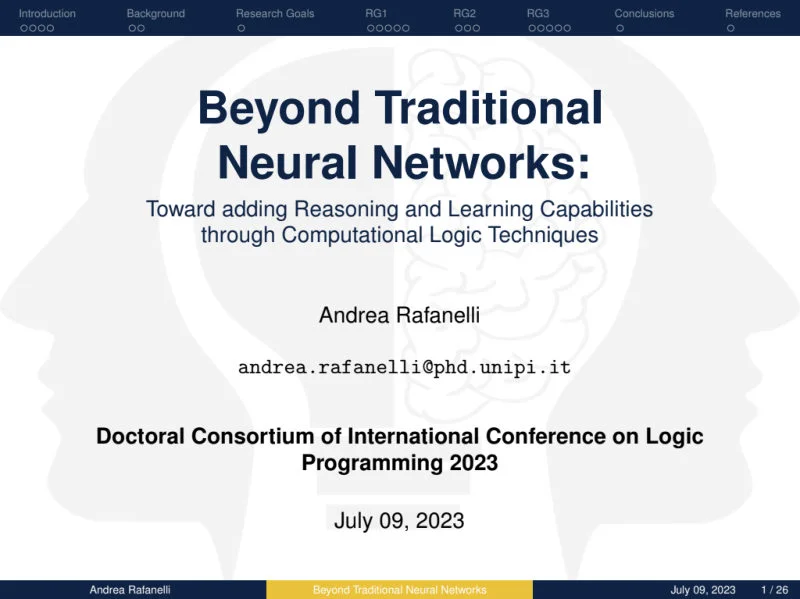 Introduction Background Research Goals RG1 RG2 RG3 Conclusions References
Beyond Traditional
Neural Networks:
Toward adding Reasoning and Learning Capabilities
through Computational Logic Techniques
Andrea Rafanelli
andrea.rafanelli@phd.unipi.it
Doctoral Consortium of International Conference on Logic
Programming 2023
July 09, 2023
Andrea Rafanelli Beyond Traditional Neural Networks July 09, 2023 1 / 26